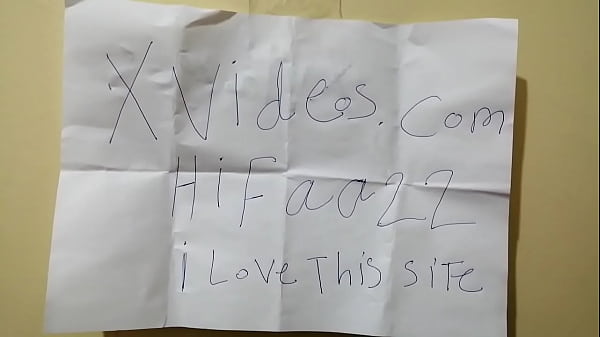 XVideos.com
HiFaa22
i Love This site